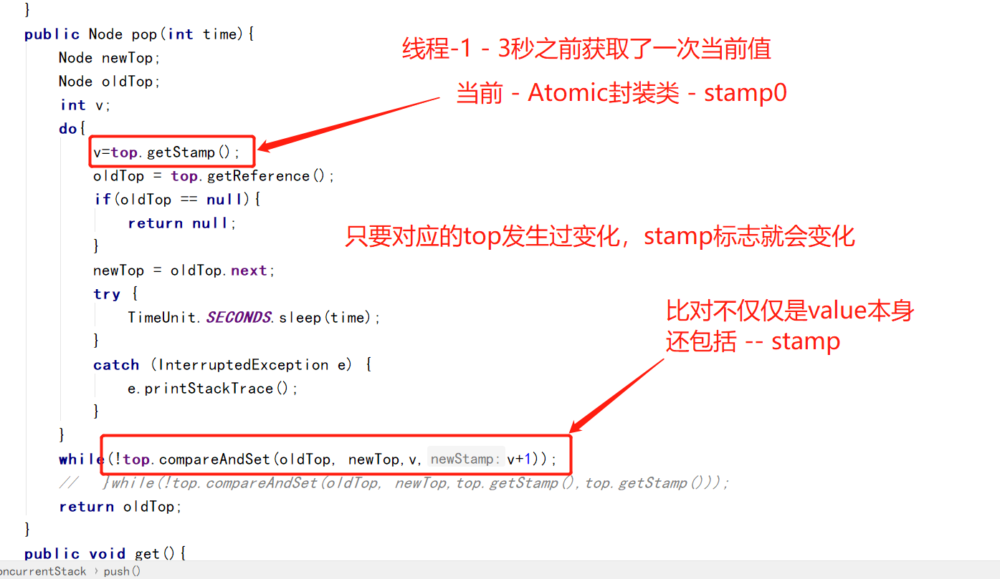 }
public Node pop(int time){
线程-1 - 3秒之前获取了一次当前值
Node newTop;
Node oldTop;
当前 - Atomic封装类 - stamp0
int v;
do{
v=top.getStamp();
oldTop = top.getReference();
if(oldTop == null){
return null;
只要对应的top发生过变化，stamp标志就会变化
}
newTop = oldTop.next;
try {
TimeUnit.SECONDS.sleep(time);
比对不仅仅是value本身
还包括 -- stamp
}
catch (InterruptedException e) {
e.printStackTrace();
}
}
while(!top.compareAndSet(oldTop, newTop,v, newStamp: v+1));
// }while(!top.compareAndSet(oldTop, newTop,top.getStamp(),top.getStamp()));
return oldTop;
}
public void get(){
oncurrentStack › push()